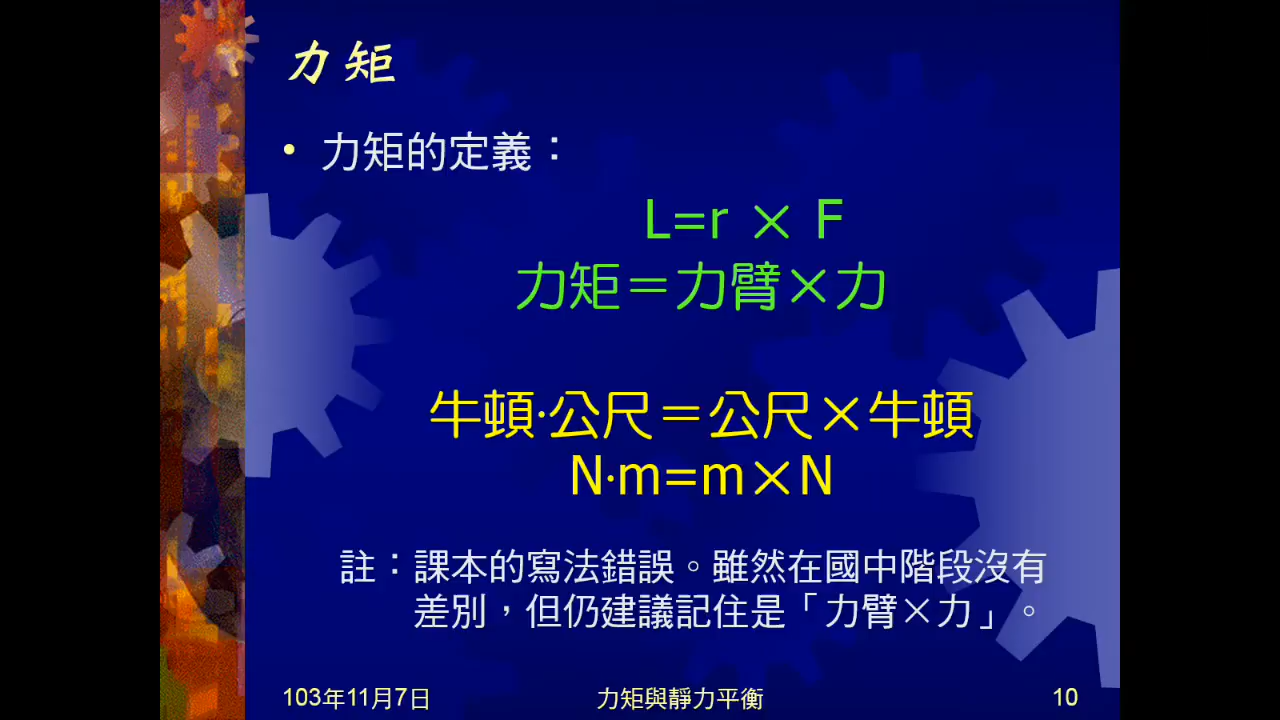 力矩
• 力矩的定義：
L=r × F
力矩＝力臂×力
牛頓·公尺＝公尺×牛頓
N·m=m×N
註：課本的寫法錯誤。雖然在國中階段沒有
差別，但仍建議記住是「力臂×力」。
103年11月7日
力矩與靜力平衡
10